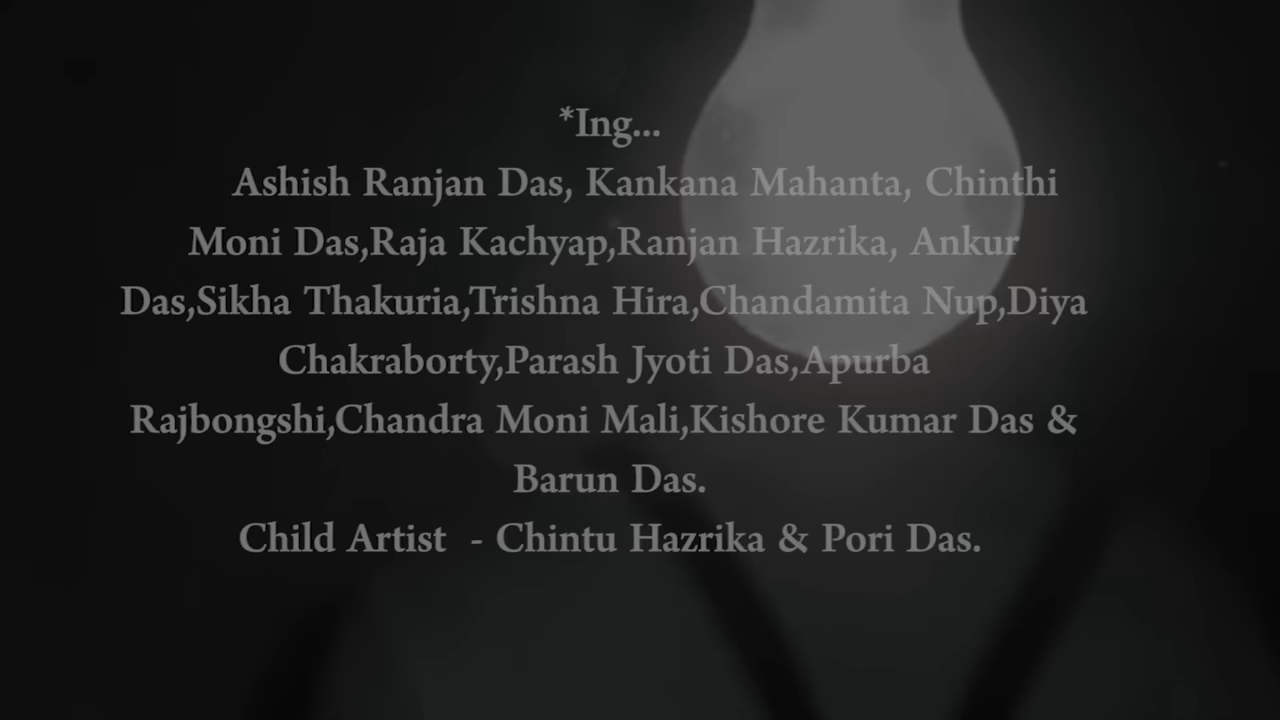 *Ing...
Ashish Ranjan Das, Kankana Mahanta, Chinthi
Moni Das,Raja Kachyap,Ranjan Hazrika, Ankur
Das,Sikha Thakuria,Trishna Hira,Chandamita Nup,Diya
Chakraborty,Parash Jyoti Das,Apurba
Rajbongshi,Chandra Moni Mali,Kishore Kumar Das &
Barun Das.
Child Artist - Chintu Hazrika & Pori Das.